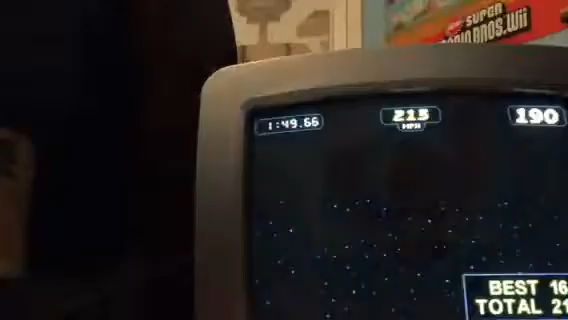 SUPER
MARIO BROS. Wii
1:49.66
215
MPH
190
BEST 16
TOTAL 21